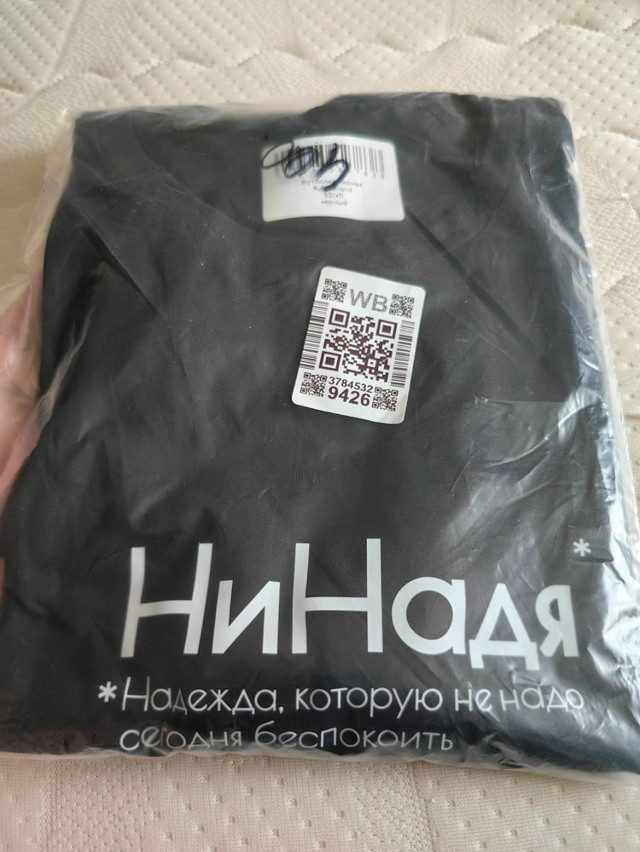 WB
3784532
9426
НиНадя*
*Надежда, которую не надо
сегодня беспокоить